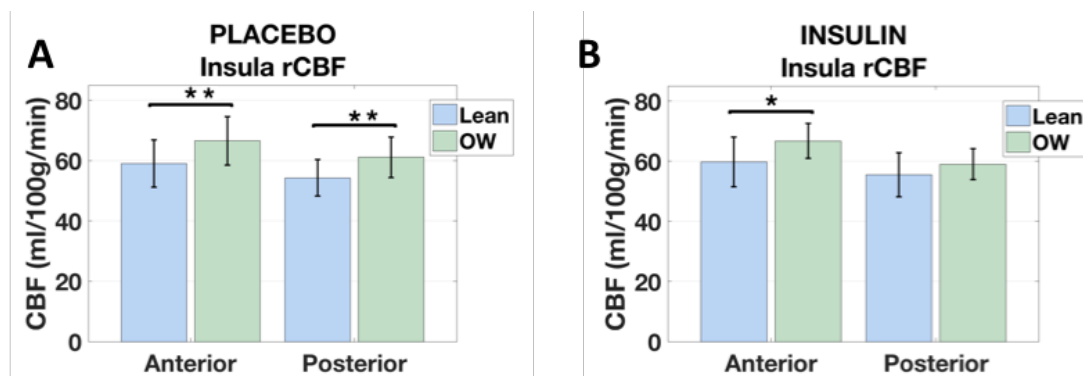 A
PLACEBO
Insula rCBF
CBF (ml/100g/min)
80
60
40
20
0
**
**
Lean
OW
Anterior
Posterior
B
INSULIN
Insula rCBF
CBF (ml/100g/min)
80
60
40
20
0
*
Lean
OW
Anterior
Posterior